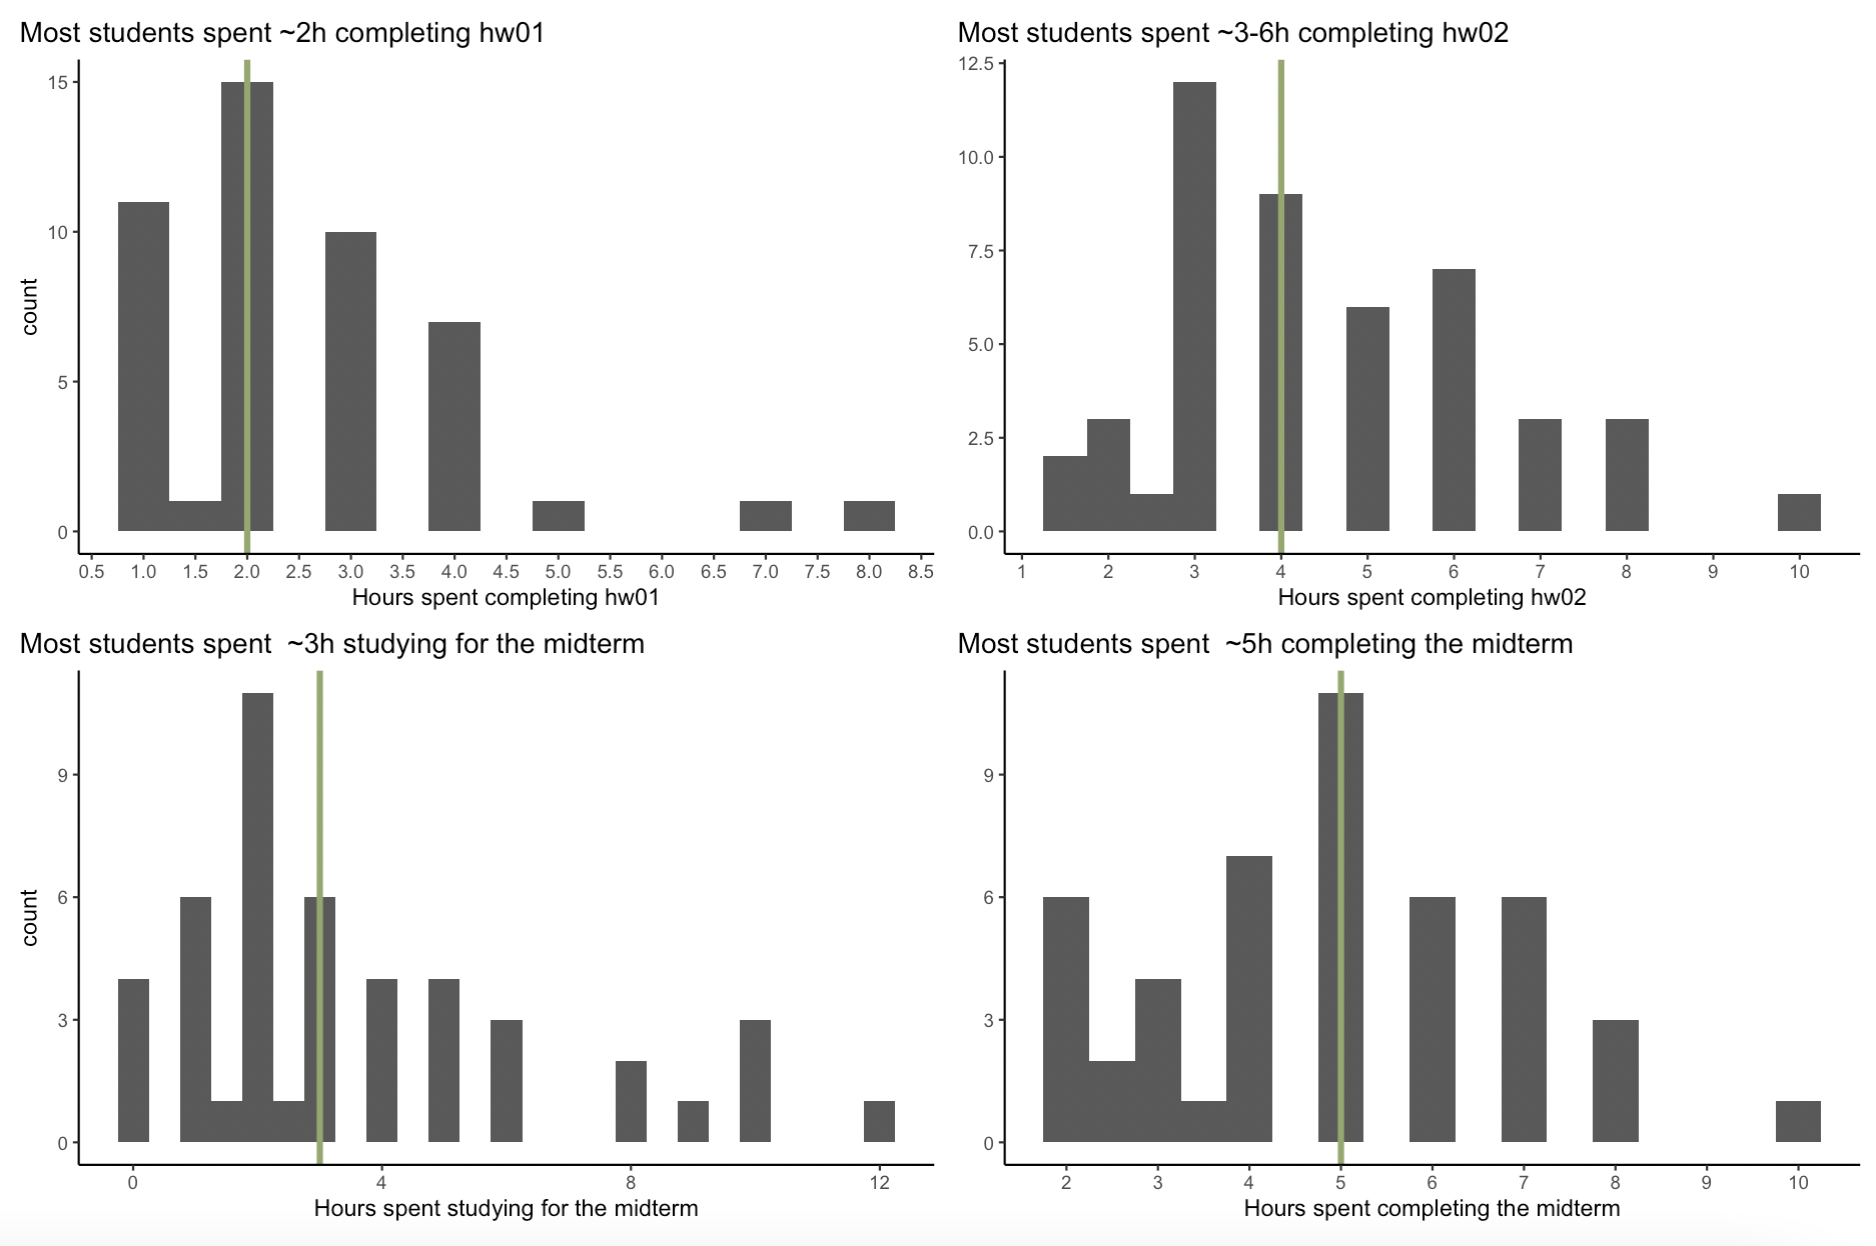 Most students spent ~2h completing hw01
15
10
5
0
count
0.5 1.0 1.5 2.0 2.5 3.0 3.5 4.0 4.5 5.0 5.5 6.0 6.5 7.0 7.5 8.0 8.5
Hours spent completing hw01
Most students spent ~3-6h completing hw02
12.5
10.0
7.5
5.0
2.5
0.0
1 2 3 4 5 6 7 8 9 10
Hours spent completing hw02
Most students spent  ~3h studying for the midterm
9
6
3
0
count
0 4 8 12
Hours spent studying for the midterm
Most students spent  ~5h completing the midterm
9
6
3
0
2 3 4 5 6 7 8 9 10
Hours spent completing the midterm